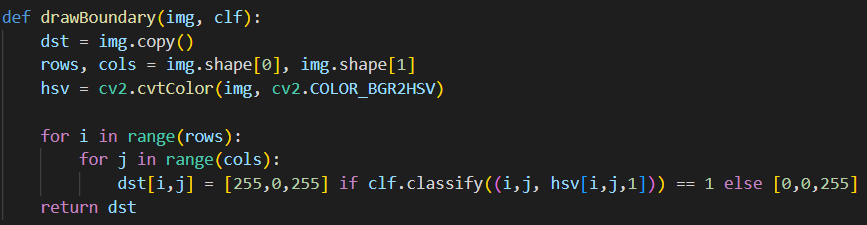 def drawBoundary(img, clf):
    dst = img.copy()
    rows, cols = img.shape[0], img.shape[1]
    hsv = cv2.cvtColor(img, cv2.COLOR_BGR2HSV)

    for i in range(rows):
        for j in range(cols):
            dst[i,j] = [255,0,255] if clf.classify((i,j, hsv[i,j,1])) == 1 else [0,0,255]
    return dst